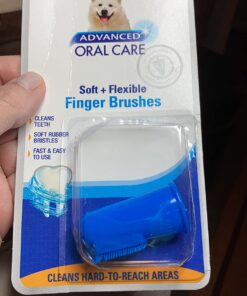 ADVANCED
ORAL CARE
Soft + Flexible
Finger Brushes
CLEANS
TEETH
SOFT RUBBER
BRISTLES
FAST & EASY
TO USE
CLEANS HARD-TO-REACH AREAS